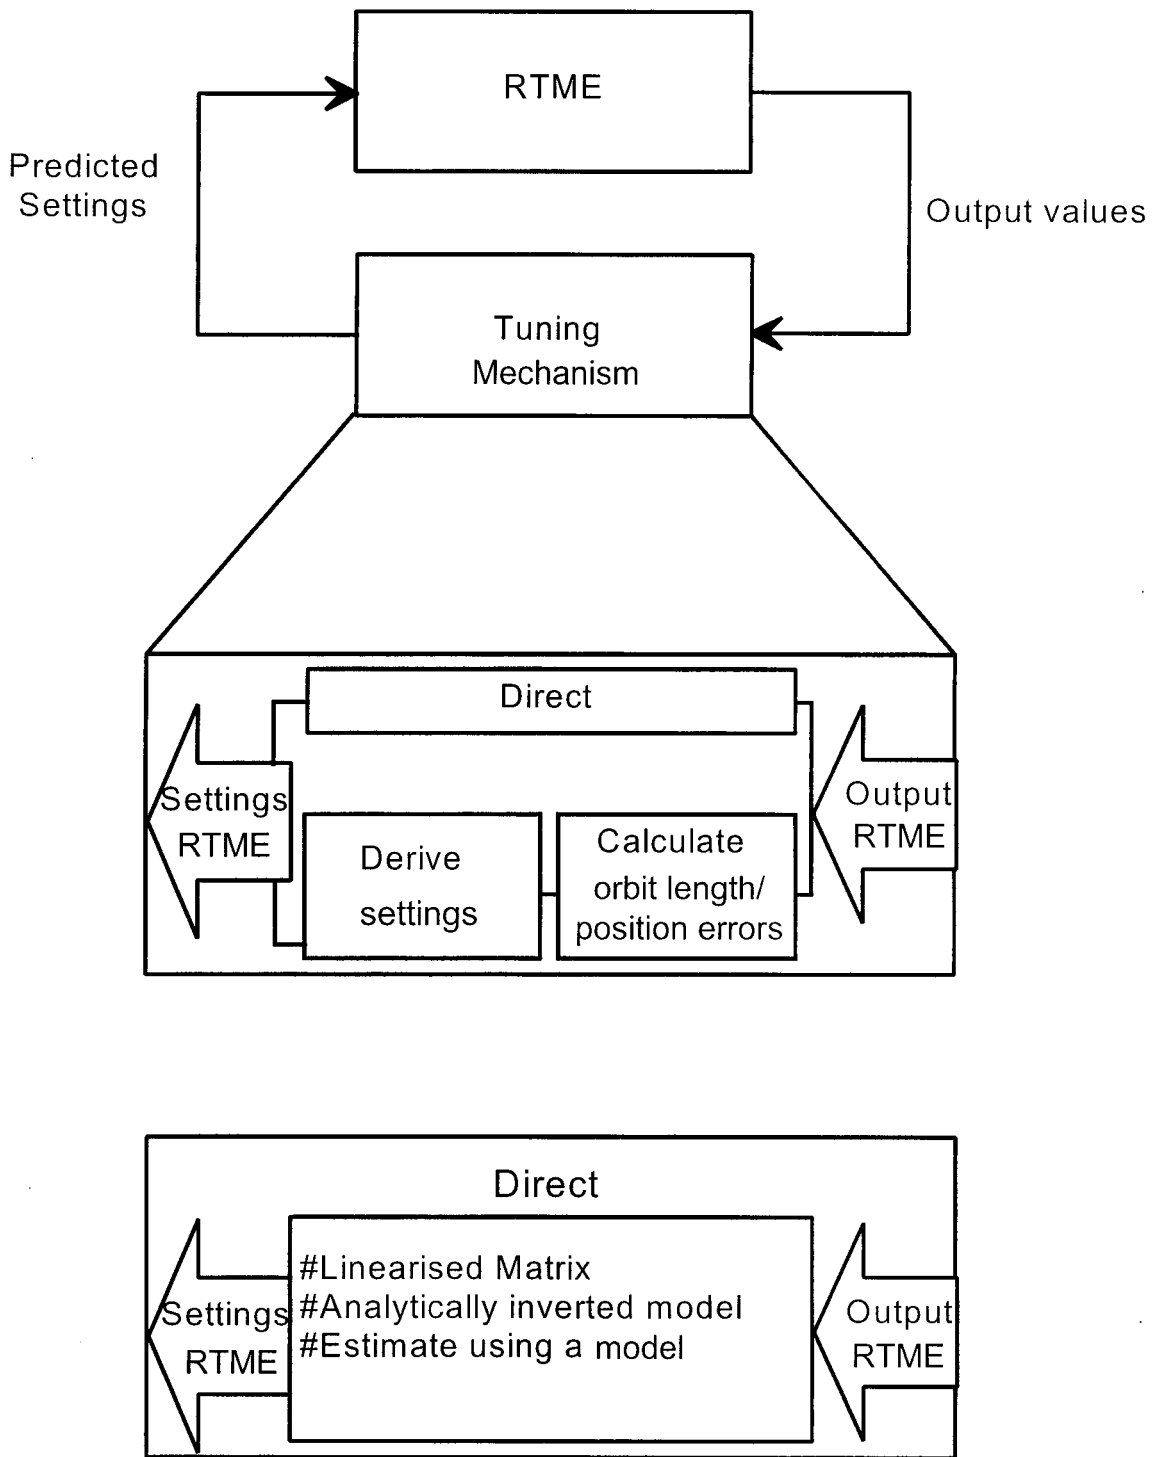 RTME
Predicted
Settings
Output values
Tuning
Mechanism
Direct
Settings
RTME
Derive
settings
Calculate
orbit length/
position errors
Output
RTME
Direct
Settings
RTME
#Linearised Matrix
#Analytically inverted model
#Estimate using a model
Output
RTME